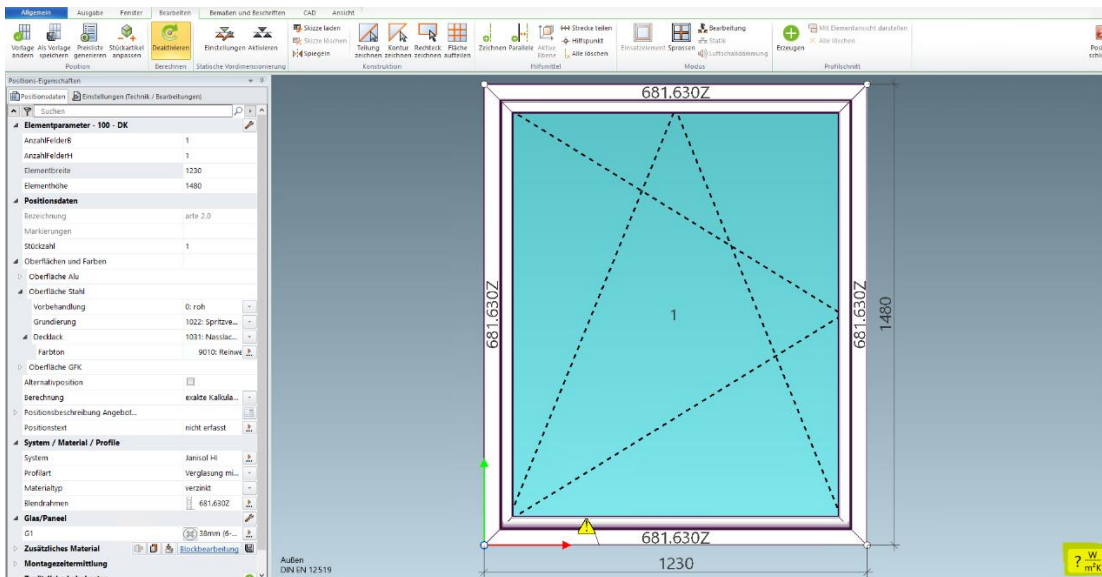 Allgemein Ausgabe Fenster Bearbeiten Bemaßen und Beschriften CAD Ansicht
Vorlage ändern
Als Vorlage speichern
Preisliste generieren
Stückartikel anpassen
Position
Deaktivieren
Berechnen
Einstellungen Aktivieren
Statische Vordimensionierung
Skizze laden
Skizze löschen
Spiegeln
Teilung zeichnen
Kontur zeichnen
Rechteck zeichnen
Fläche aufteilen
Konstruktion
Zeichnen Parallele
Aktive Ebene
Strecke teilen
Hilfspunkt
Alle löschen
Hilfsmittel
Einsatzelement Sprossen
Bearbeitung
Statik
Luftschalldämmung
Modus
Erzeugen
Mit Elementansicht darstellen
Alle löschen
Profilschnitt
Posi
schli
Positions-Eigenschaften
Positionsdaten Einstellungen (Technik / Bearbeitungen)
Suchen
Elementparameter - 100 - DK
AnzahlFelderB 1
AnzahlFelderH 1
Elementbreite 1230
Elementhöhe 1480
Positionsdaten
Bezeichnung arte 2.0
Markierungen
Stückzahl 1
Oberflächen und Farben
Oberfläche Alu
Oberfläche Stahl
Vorbehandlung 0: roh
Grundierung 1022: Spritzve...
Decklack 1031: Nasslac...
Farbton 9010: Reinwe
Oberfläche GFK
Alternativposition
Berechnung exakte Kalkula...
Positionsbeschreibung Angebot...
Positionstext nicht erfasst
System / Material / Profile
System Janisol HI
Profilart Verglasung mi...
Materialtyp verzinkt
Blendrahmen 681.630Z
Glas/Paneel
G1 38mm (6-...
Zusätzliches Material Blockbearbeitung
Montagezeitermittlung
681.630Z
681.630Z
1
681.630Z
1480
681.630Z
1230
Außen
DIN EN 12519
? W
m²K